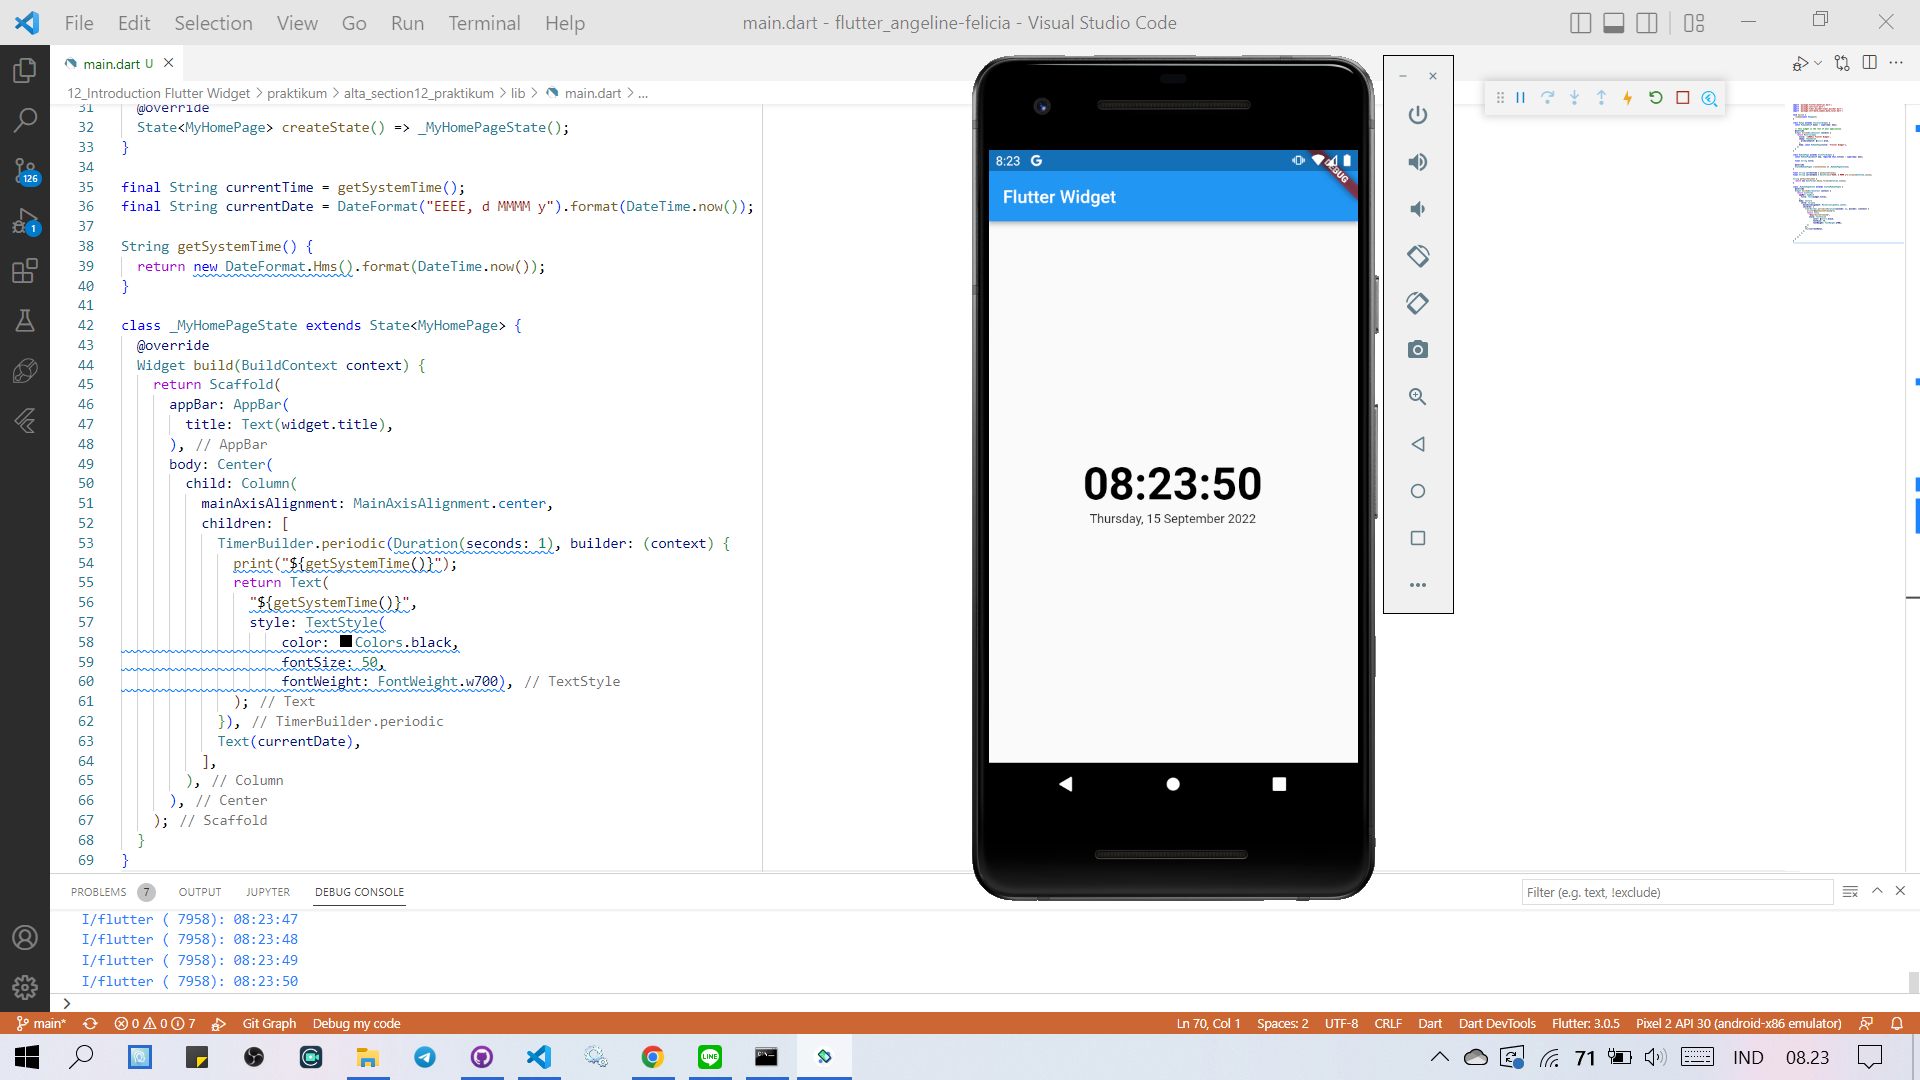 File Edit Selection View Go Run Terminal Help
main.dart - flutter_angeline-felicia - Visual Studio Code
main.dart U
12_Introduction Flutter Widget > praktikum > alta_section12_praktikum > lib > main.dart > ...
31 @override
32 State<MyHomePage> createState() => _MyHomePageState();
33 }
34
35 final String currentTime = getSystemTime();
36 final String currentDate = DateFormat("EEEE, d MMMM y").format(DateTime.now());
37
38 String getSystemTime() {
39 return new DateFormat.Hms().format(DateTime.now());
40 }
41
42 class _MyHomePageState extends State<MyHomePage> {
43 @override
44 Widget build(BuildContext context) {
45 return Scaffold(
46 appBar: AppBar(
47 title: Text(widget.title),
48 ), // AppBar
49 body: Center(
50 child: Column(
51 mainAxisAlignment: MainAxisAlignment.center,
52 children: [
53 TimerBuilder.periodic(Duration(seconds: 1), builder: (context) {
54 print("${getSystemTime()}");
55 return Text(
56 "${getSystemTime()}",
57 style: TextStyle(
58 color: Colors.black,
59 fontSize: 50,
60 fontWeight: FontWeight.w700), // TextStyle
61 ); // Text
62 }), // TimerBuilder.periodic
63 Text(currentDate),
64 ],
65 ), // Column
66 ), // Center
67 ); // Scaffold
68 }
69 }
8:23 G
DEBUG
Flutter Widget
08:23:50
Thursday, 15 September 2022
126
1
PROBLEMS 7 OUTPUT JUPYTER DEBUG CONSOLE
Filter (e.g. text, !exclude)
I/flutter ( 7958): 08:23:47
I/flutter ( 7958): 08:23:48
I/flutter ( 7958): 08:23:49
I/flutter ( 7958): 08:23:50
>
main* 0 0 7 Git Graph Debug my code
Ln 70, Col 1 Spaces: 2 UTF-8 CRLF Dart Dart DevTools Flutter: 3.0.5 Pixel 2 API 30 (android-x86 emulator)
LINE
71 IND 08.23